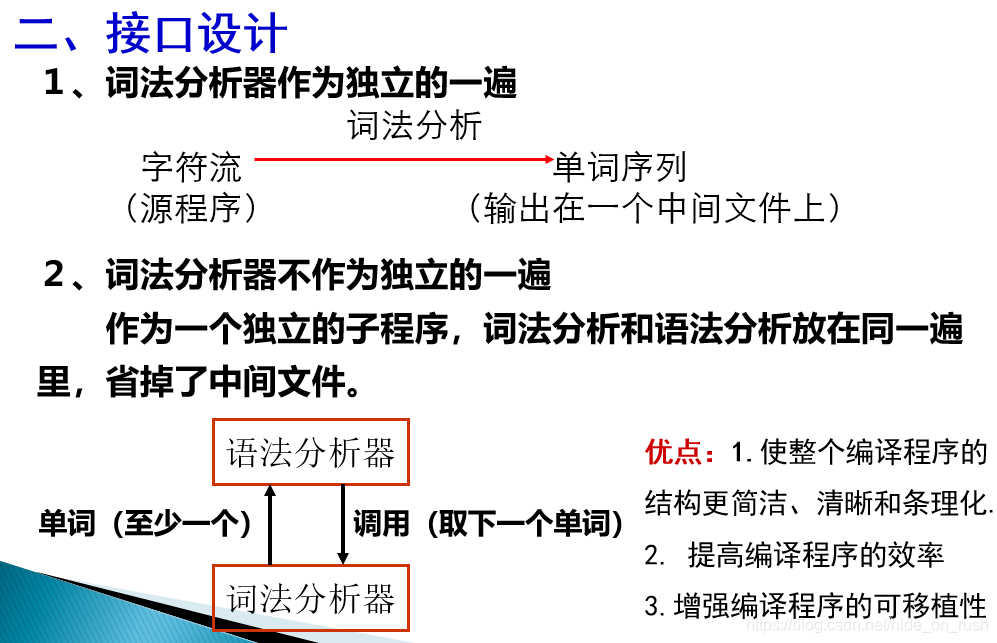 二、接口设计
１、词法分析器作为独立的一遍
词法分析
字符流
单词序列
（源程序）
（输出在一个中间文件上）
２、词法分析器不作为独立的一遍
作为一个独立的子程序，词法分析和语法分析放在同一遍
里，省掉了中间文件。
语法分析器
单词（至少一个）
调用（取下一个单词）
词法分析器
优点：1.使整个编译程序的
结构更简洁、清晰和条理化.
2. 提高编译程序的效率
3.增强编译程序的可移植性
https://blog.csdn.net/hide_on_rush